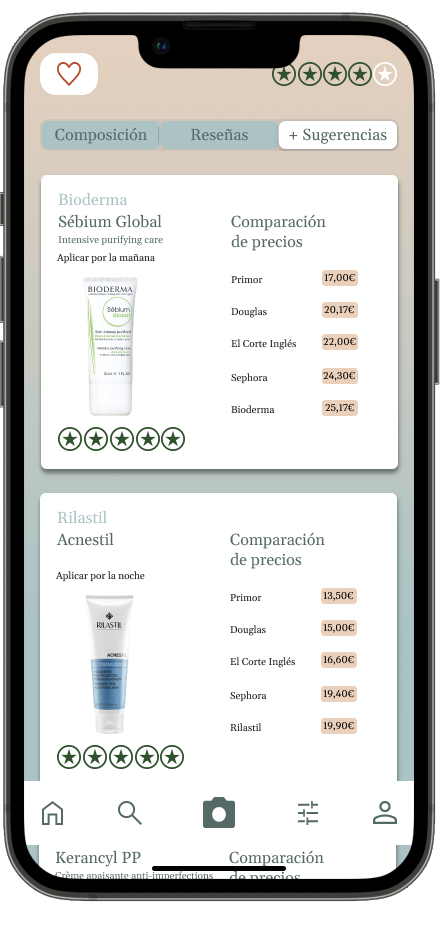 Composición
Reseñas
+ Sugerencias
Bioderma
Sébium Global
Intensive purifying care
Aplicar por la mañana
BIODERMA
Sébium
Global
Comparación
de precios
Primor 17,00€
Douglas 20,17€
El Corte Inglés 22,00€
Sephora 24,30€
Bioderma 25,17€
Rilastil
Acnestil
Aplicar por la noche
RILASTIL
Comparación
de precios
Primor 13,50€
Douglas 15,00€
El Corte Inglés 16,60€
Sephora 19,40€
Rilastil 19,90€
Kerancyl PP
Crème apaisante anti-imperfections
Comparación
de precios